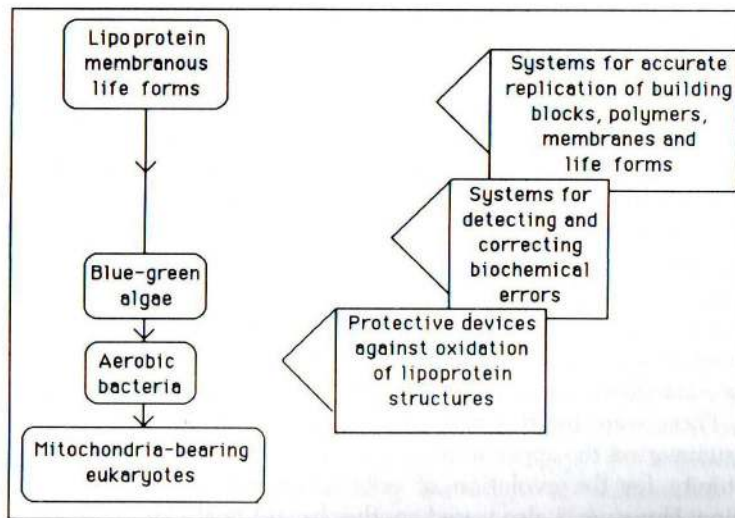 Lipoprotein
membranous
life forms
Blue-green
algae
Aerobic
bacteria
Mitochondria-bearing
eukaryotes
Systems for accurate
replication of building
blocks, polymers,
membranes and
life forms
Systems for
detecting and
correcting
biochemical
errors
Protective devices
against oxidation
of lipoprotein
structures